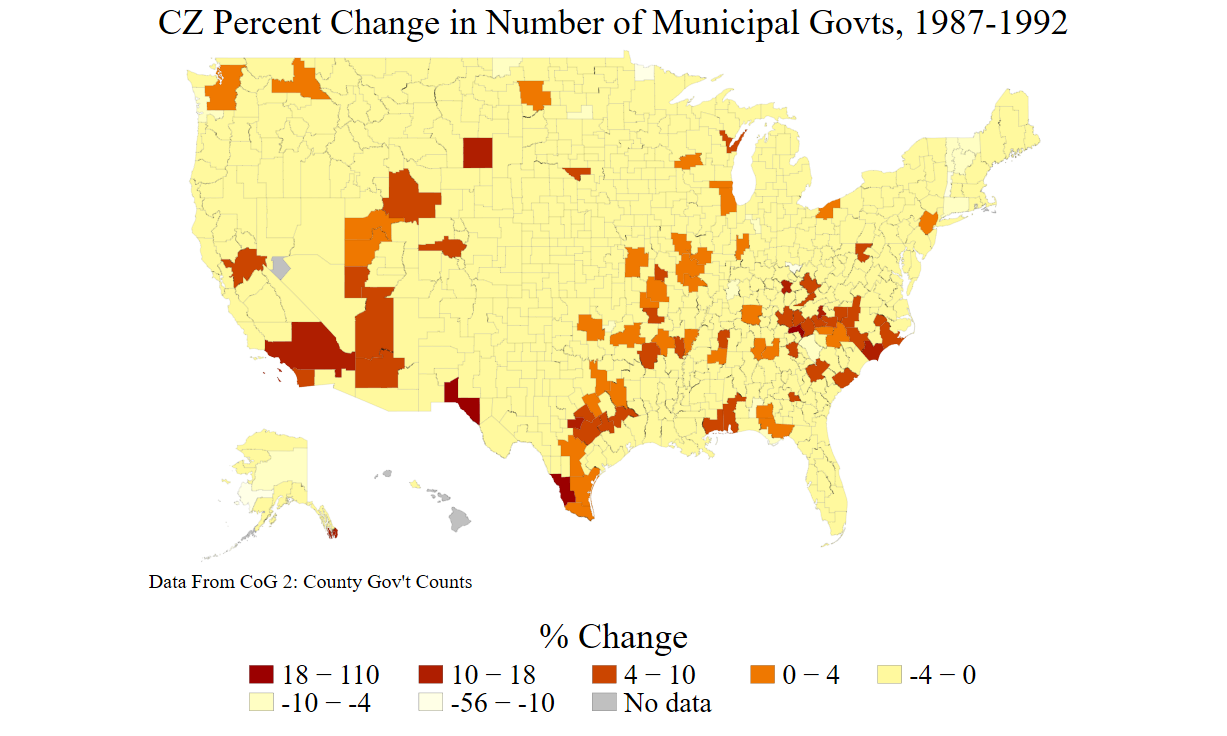 CZ Percent Change in Number of Municipal Govts, 1987-1992
Data From CoG 2: County Gov't Counts
% Change
18 − 110 10 − 18 4 − 10 0 − 4 -4 − 0
-10 − -4 -56 − -10 No data